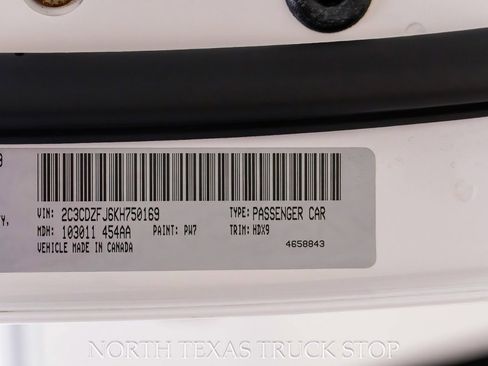 VIN: 2C3CDZFJ6KH750169 TYPE: PASSENGER CAR
MDH: 103011 454AA PAINT: PW7 TRIM: HDX9
VEHICLE MADE IN CANADA 4658843
NORTH TEXAS TRUCK STOP